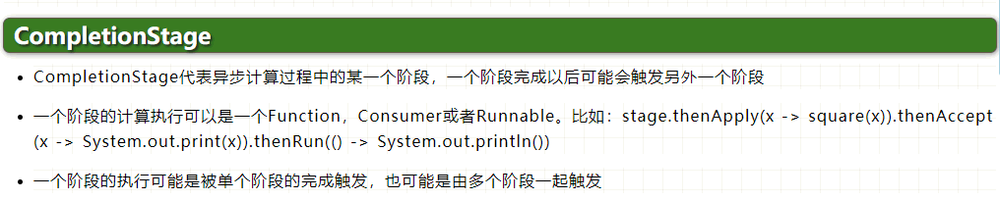 CompletionStage
CompletionStage代表异步计算过程中的某一个阶段，一个阶段完成以后可能会触发另外一个阶段
一个阶段的计算执行可以是一个Function，Consumer或者Runnable。比如：stage.thenApply(x -> square(x)).thenAccept
(x -> System.out.print(x)).thenRun(() -> System.out.println())
一个阶段的执行可能是被单个阶段的完成触发，也可能是由多个阶段一起触发